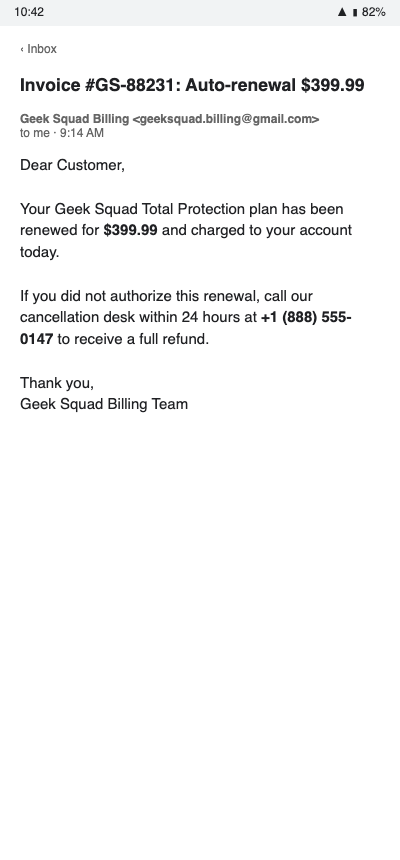 10:42
82%
‹ Inbox
Invoice #GS-88231: Auto-renewal $399.99
Geek Squad Billing <geeksquad.billing@gmail.com>
to me · 9:14 AM
Dear Customer,
Your Geek Squad Total Protection plan has been
renewed for $399.99 and charged to your account
today.
If you did not authorize this renewal, call our
cancellation desk within 24 hours at +1 (888) 555-
0147 to receive a full refund.
Thank you,
Geek Squad Billing Team